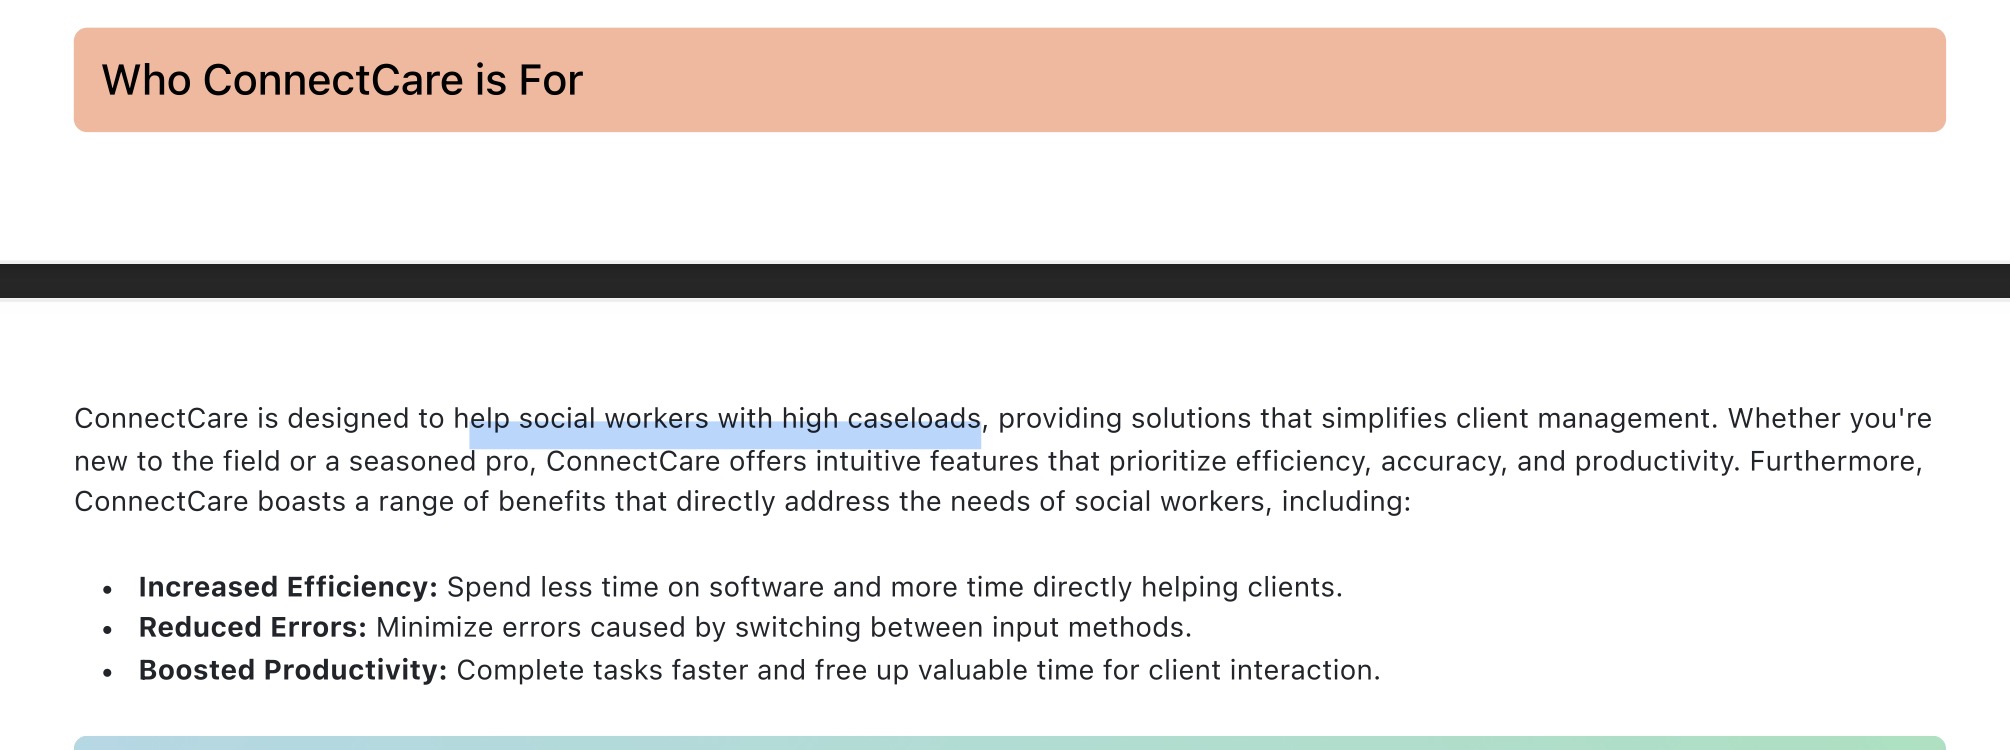 Who ConnectCare is For
ConnectCare is designed to help social workers with high caseloads, providing solutions that simplifies client management. Whether you're
new to the field or a seasoned pro, ConnectCare offers intuitive features that prioritize efficiency, accuracy, and productivity. Furthermore,
ConnectCare boasts a range of benefits that directly address the needs of social workers, including:
• Increased Efficiency: Spend less time on software and more time directly helping clients.
• Reduced Errors: Minimize errors caused by switching between input methods.
• Boosted Productivity: Complete tasks faster and free up valuable time for client interaction.